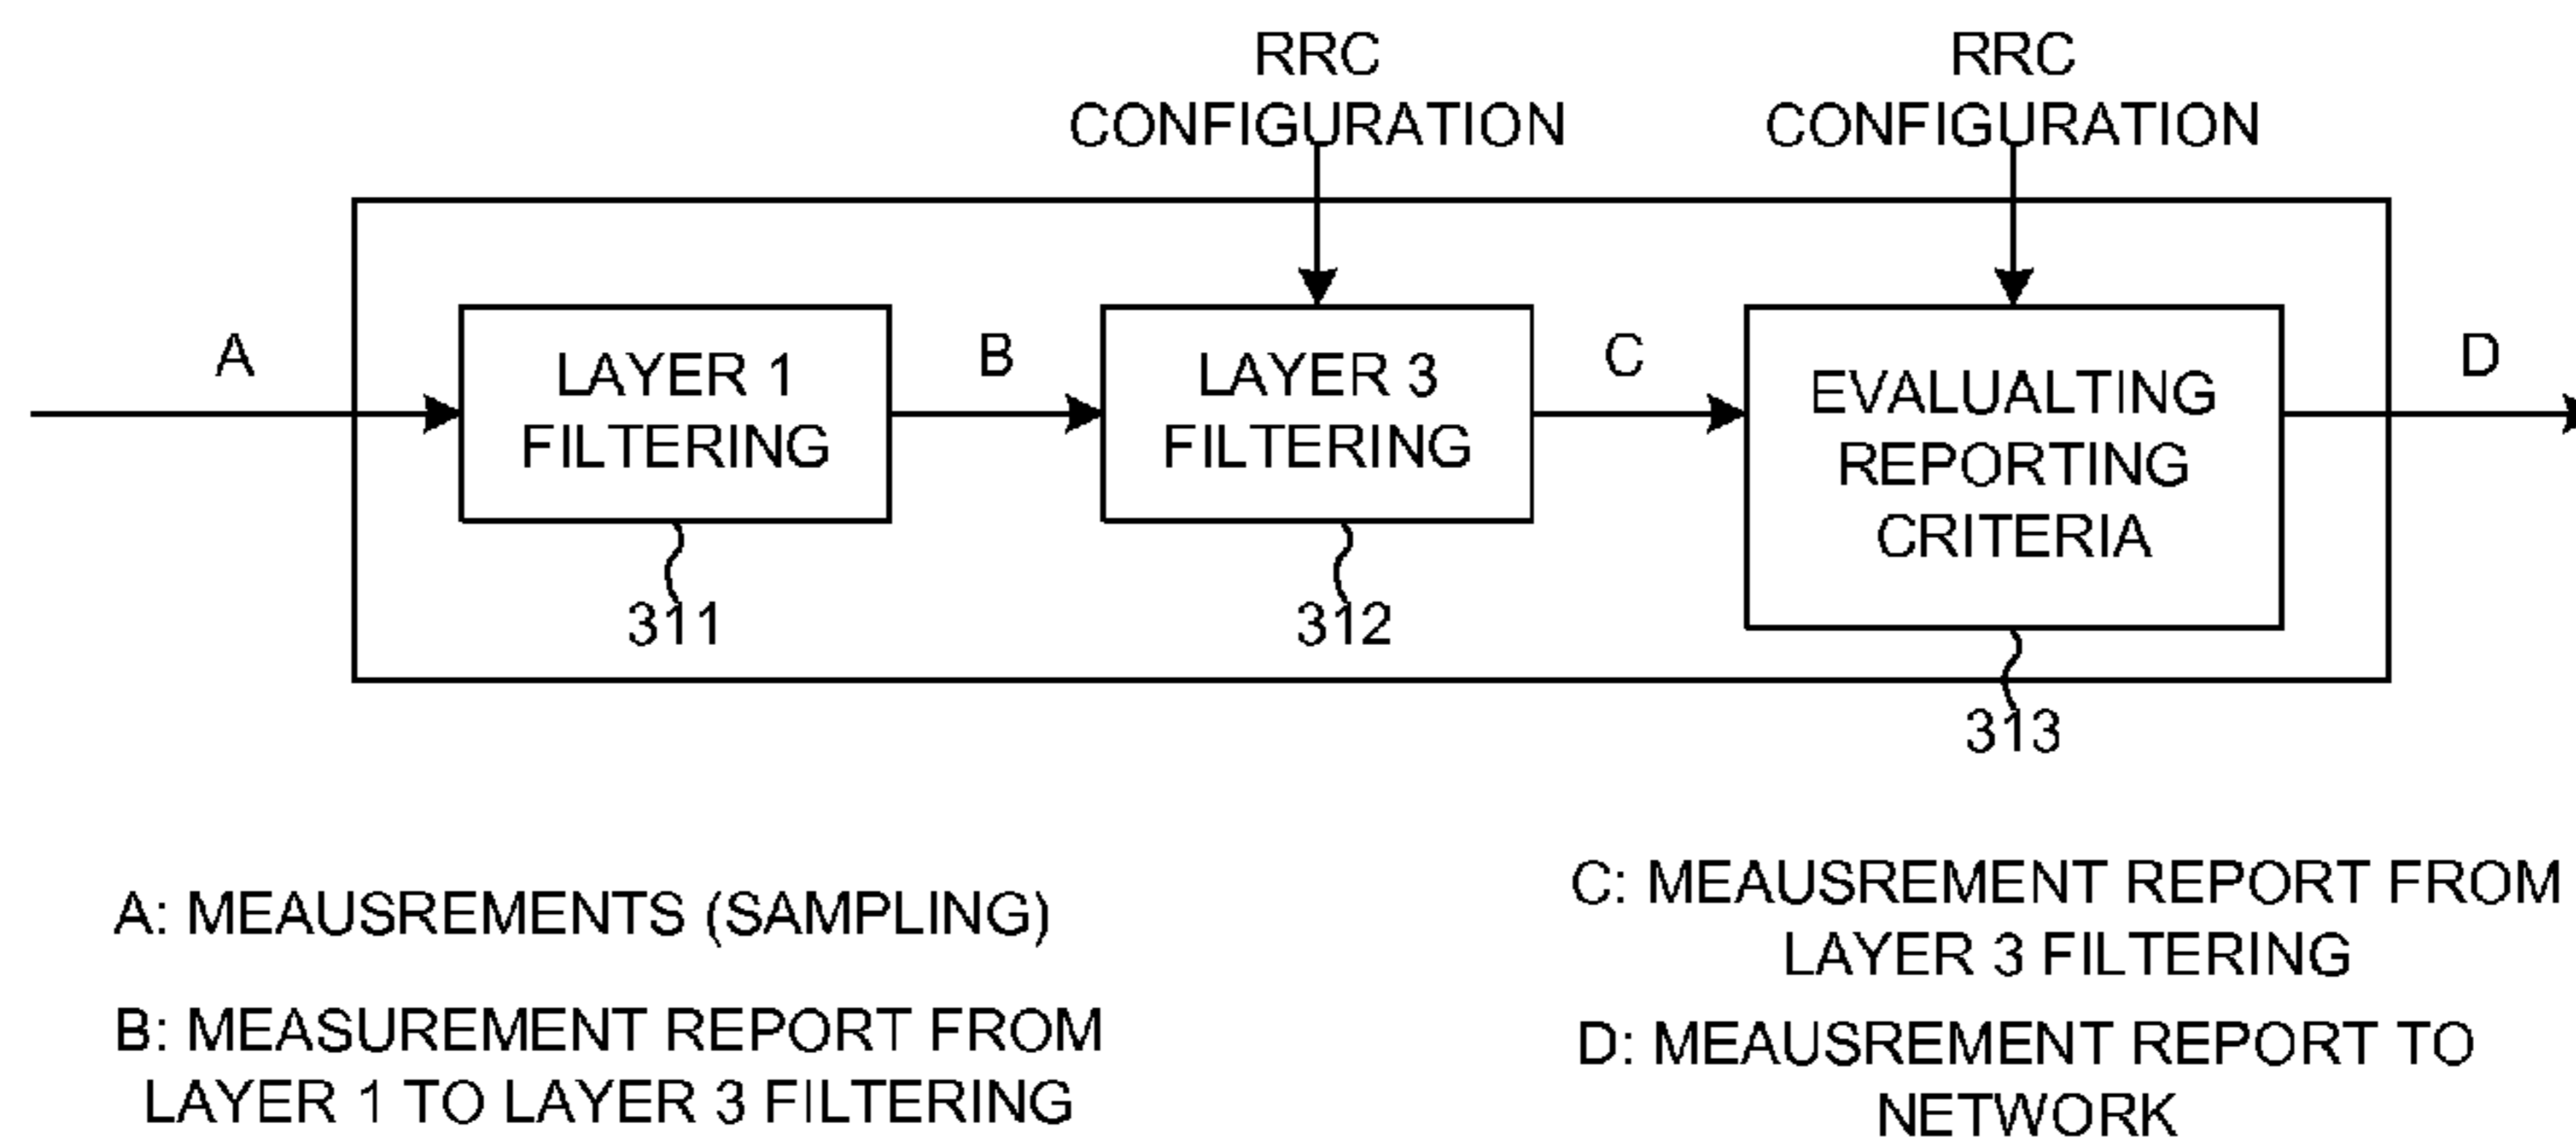 RRC
CONFIGURATION
RRC
CONFIGURATION
A
LAYER 1
FILTERING
B
LAYER 3
FILTERING
C
EVALUALTING
REPORTING
CRITERIA
D
311
312
313
A: MEAUSREMENTS (SAMPLING)
B: MEASUREMENT REPORT FROM
LAYER 1 TO LAYER 3 FILTERING
C: MEAUSREMENT REPORT FROM
LAYER 3 FILTERING
D: MEAUSREMENT REPORT TO
NETWORK